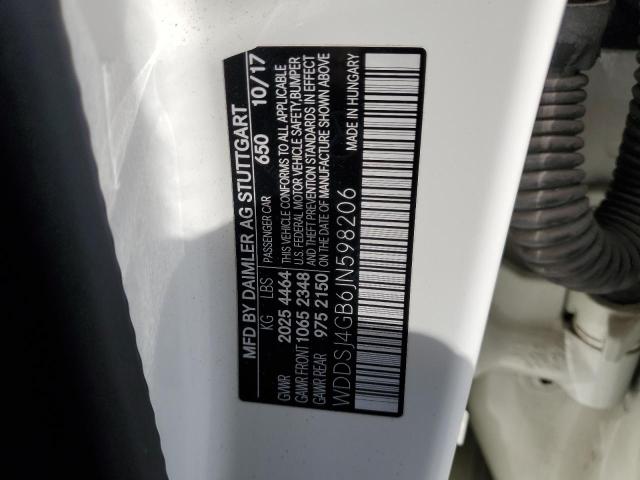 MFD BY DAIMLER AG STUTTGART
PASSENGER CAR 650 10/17
KG LBS
THIS VEHICLE CONFORMS TO ALL APPLICABLE
U.S. FEDERAL MOTOR VEHICLE SAFETY, BUMPER
AND THEFT PREVENTION STANDARDS IN EFFECT
ON THE DATE OF MANUFACTURE SHOWN ABOVE
GVWR 2025 4464
GAWR FRONT 1065 2348
GAWR REAR 975 2150
MADE IN HUNGARY
WDDSJ4GB6JN598206